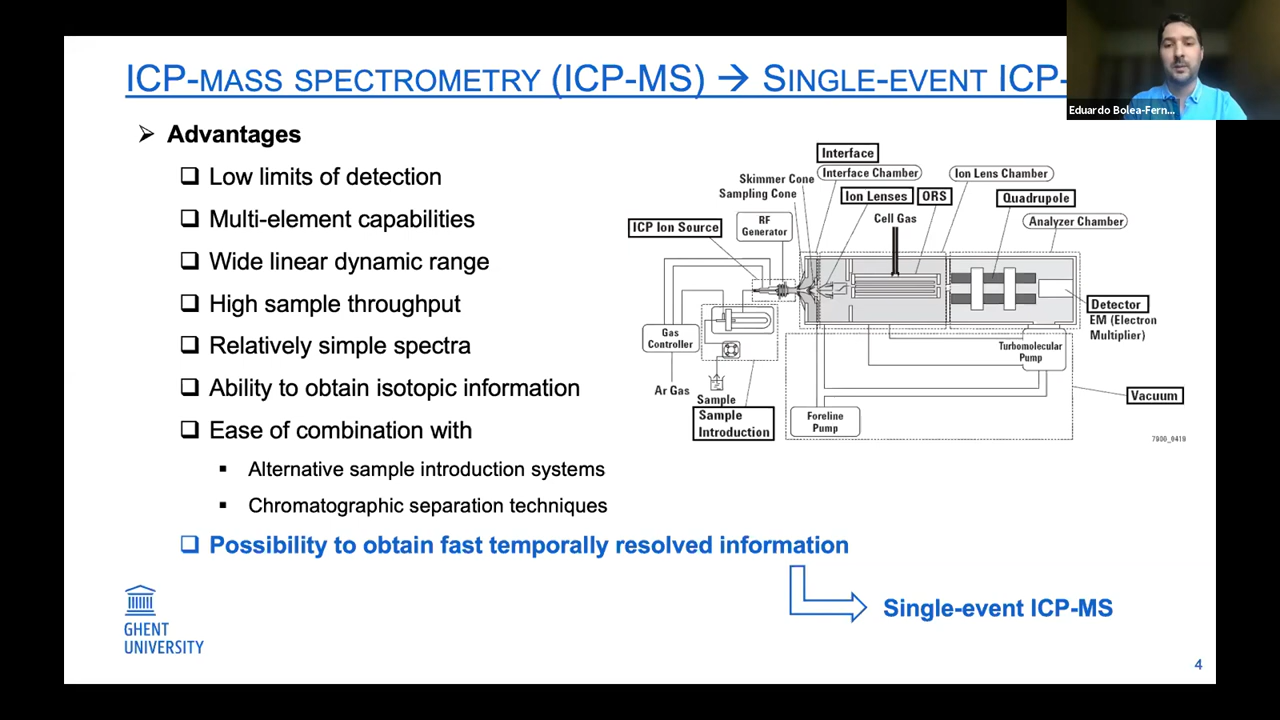 ICP-MASS SPECTROMETRY (ICP-MS) → SINGLE-EVENT ICP-
Eduardo Bolea-Fern...
➢ Advantages
❑ Low limits of detection
❑ Multi-element capabilities
❑ Wide linear dynamic range
❑ High sample throughput
❑ Relatively simple spectra
❑ Ability to obtain isotopic information
❑ Ease of combination with
▪ Alternative sample introduction systems
▪ Chromatographic separation techniques
❑ Possibility to obtain fast temporally resolved information
Single-event ICP-MS
Interface
Interface Chamber
Skimmer Cone
Sampling Cone
Ion Lens Chamber
Ion Lenses
ORS
Quadrupole
Cell Gas
Analyzer Chamber
ICP Ion Source
RF
Generator
Detector
EM (Electron
Multiplier)
Gas
Controller
Turbomolecular
Pump
Ar Gas
Sample
Sample
Introduction
Foreline
Pump
Vacuum
7900_0419
GHENT
UNIVERSITY
4